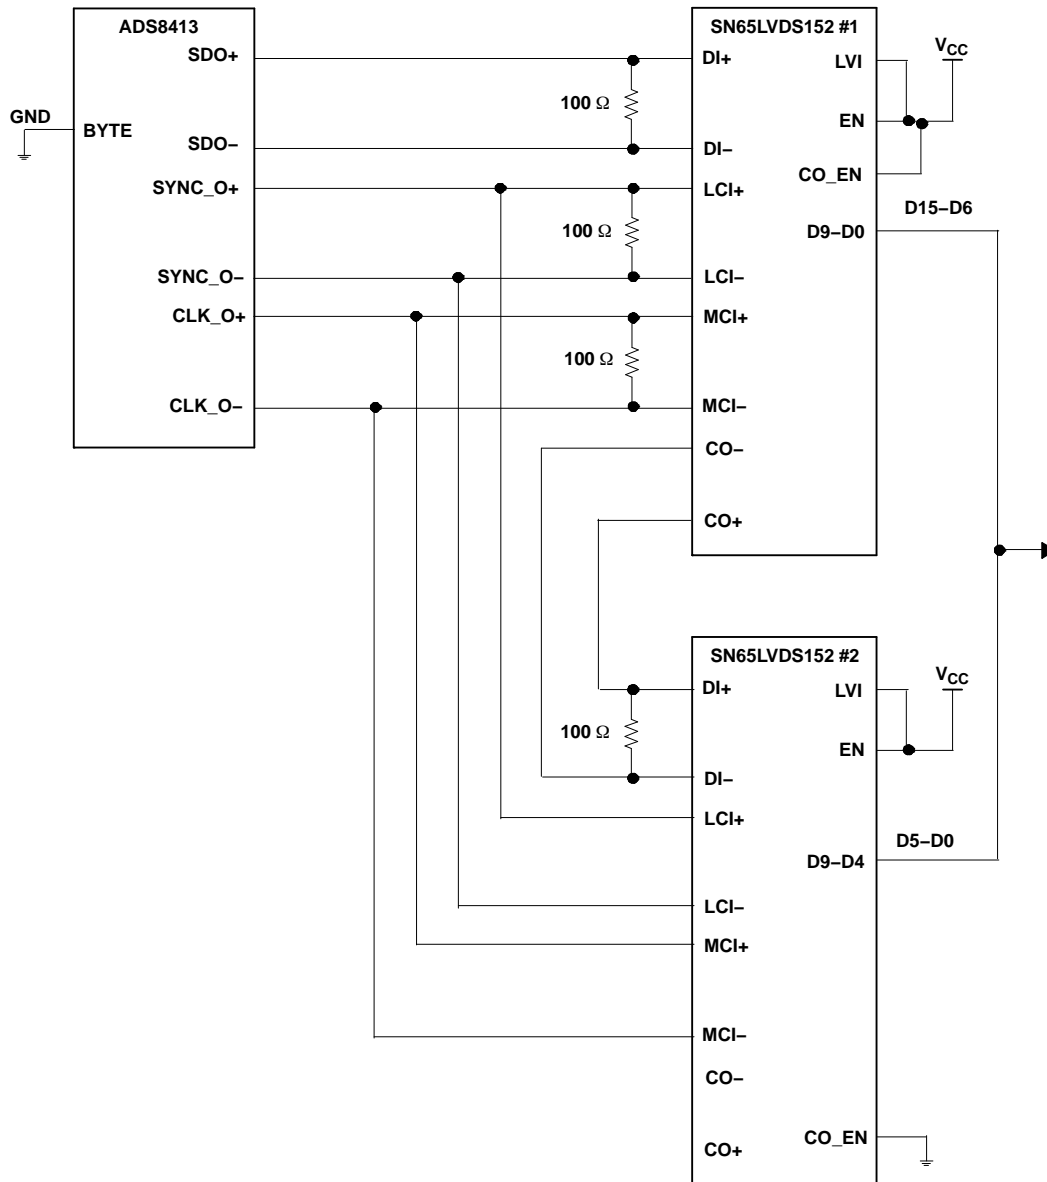 ADS8413
SDO+
GND
BYTE
SDO–
SYNC_O+
SYNC_O–
CLK_O+
CLK_O–
100 Ω
100 Ω
100 Ω
SN65LVDS152 #1
DI+
LVI
VCC
EN
DI–
CO_EN
LCI+
D15–D6
D9–D0
LCI–
MCI+
MCI–
CO–
CO+
SN65LVDS152 #2
DI+
LVI
VCC
100 Ω
EN
DI–
LCI+
D5–D0
D9–D4
LCI–
MCI+
MCI–
CO–
CO_EN
CO+